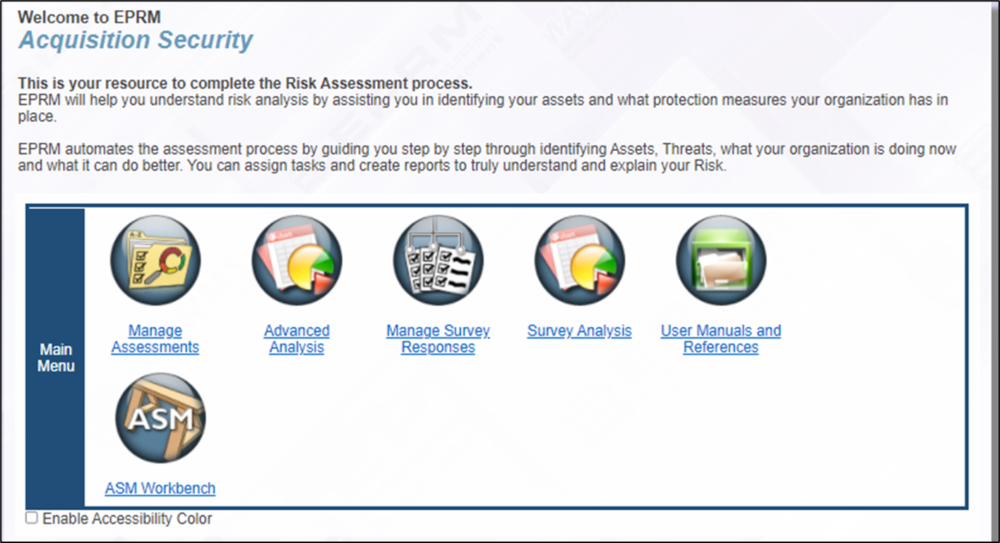 Welcome to EPRM
Acquisition Security
This is your resource to complete the Risk Assessment process.
EPRM will help you understand risk analysis by assisting you in identifying your assets and what protection measures your organization has in
place.
EPRM automates the assessment process by guiding you step by step through identifying Assets, Threats, what your organization is doing now
and what it can do better. You can assign tasks and create reports to truly understand and explain your Risk.
Main
Menu
A-Z
chart
chart
Manage
Assessments
Advanced
Analysis
Manage Survey
Responses
Survey Analysis
User Manuals and
References
ASM
ASM Workbench
Enable Accessibility Color